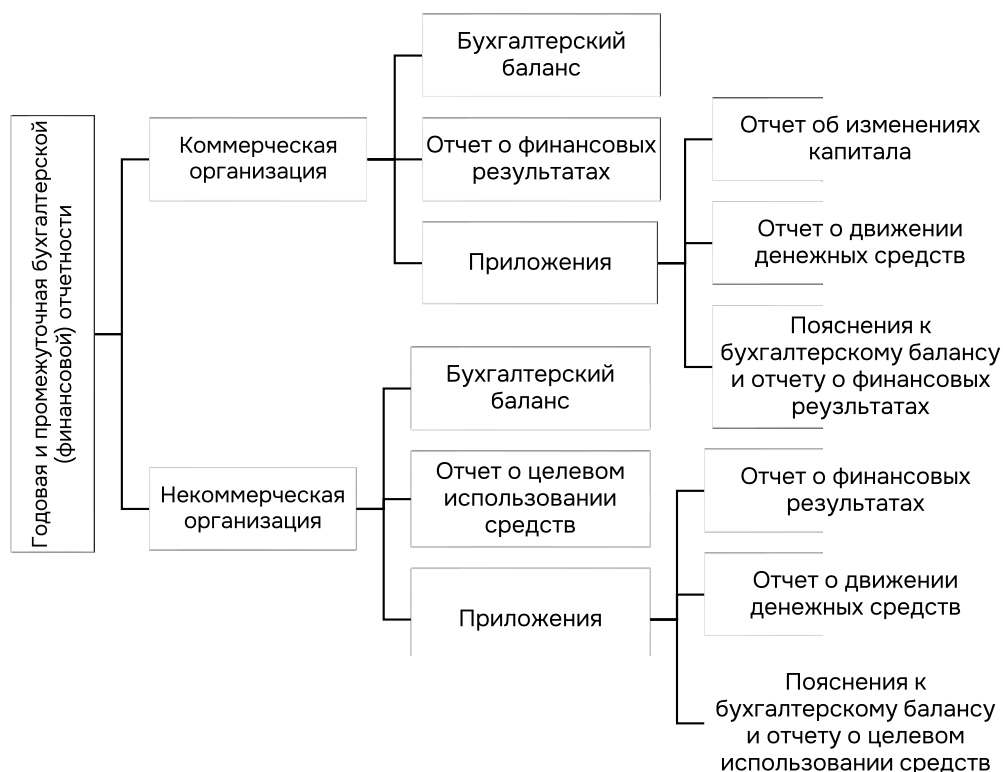 Годовая и промежуточная бухгалтерской
(финансовой) отчетности
Коммерческая
организация
Бухгалтерский
баланс
Отчет о финансовых
результатах
Приложения
Отчет об изменениях
капитала
Отчет о движении
денежных средств
Пояснения к
бухгалтерскому балансу
и отчету о финансовых
реузльтатах
Некоммерческая
организация
Бухгалтерский
баланс
Отчет о целевом
использовании
средств
Приложения
Отчет о финансовых
результатах
Отчет о движении
денежных средств
Пояснения к
бухгалтерскому балансу
и отчету о целевом
использовании средств